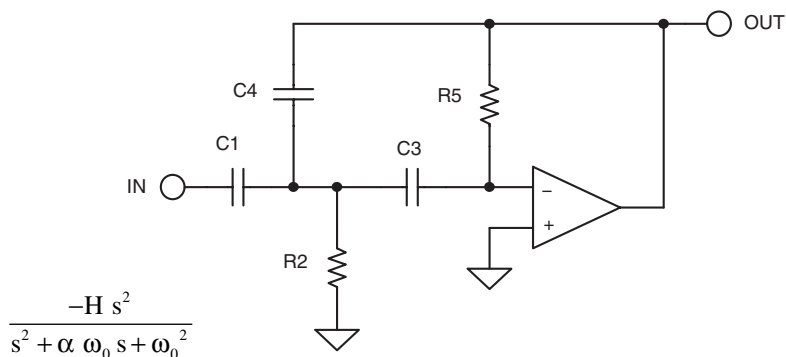 OUT
C4
R5
C1
C3
IN
−
+
R2
−H s²
s² + α ω₀ s + ω₀²